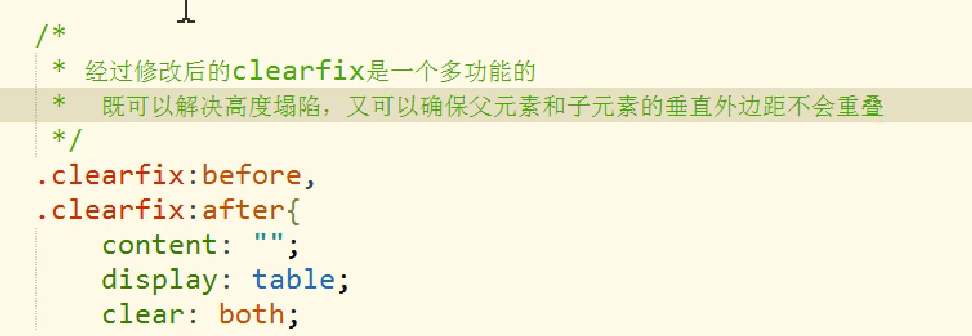 /*
* 经过修改后的clearfix是一个多功能的
* 既可以解决高度塌陷，又可以确保父元素和子元素的垂直外边距不会重叠
*/
.clearfix:before,
.clearfix:after{
content: "";
display: table;
clear: both;